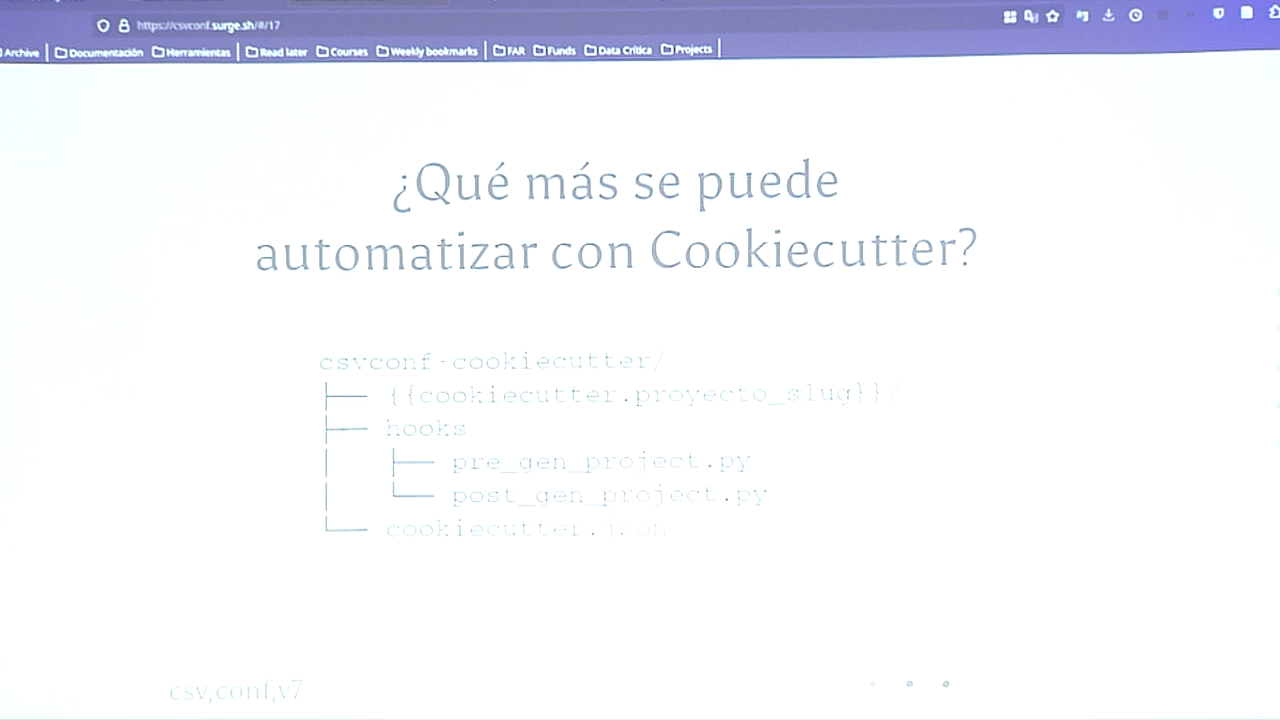 https://csvconf.surge.sh/#/17
Archive Documentación Herramientas Read later Courses Weekly bookmarks FAR Funds Data Crítica Projects
¿Qué más se puede
automatizar con Cookiecutter?
csvconf-cookiecutter/
├── {{cookiecutter.proyecto_slug}}/
├── hooks
│   ├── pre_gen_project.py
│   └── post_gen_project.py
└── cookiecutter.json
csv,conf,v7